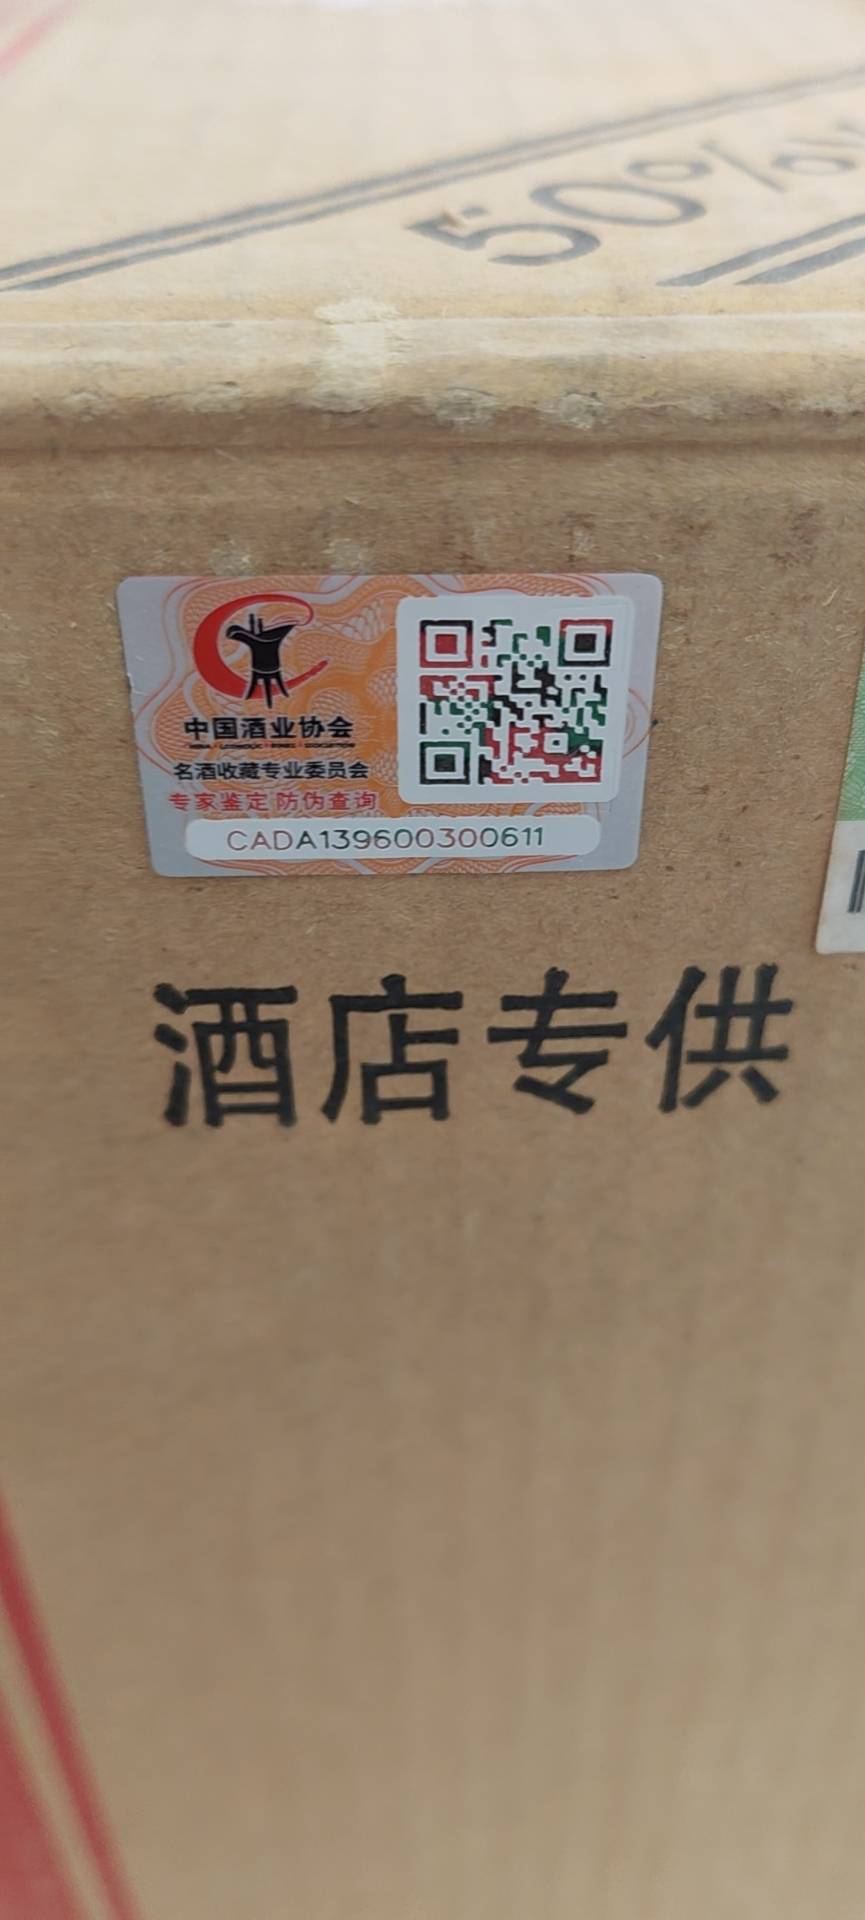 50%
中国酒业协会
名酒收藏专业委员会
专家鉴定 防伪查询
CADA139600300611
酒店专供